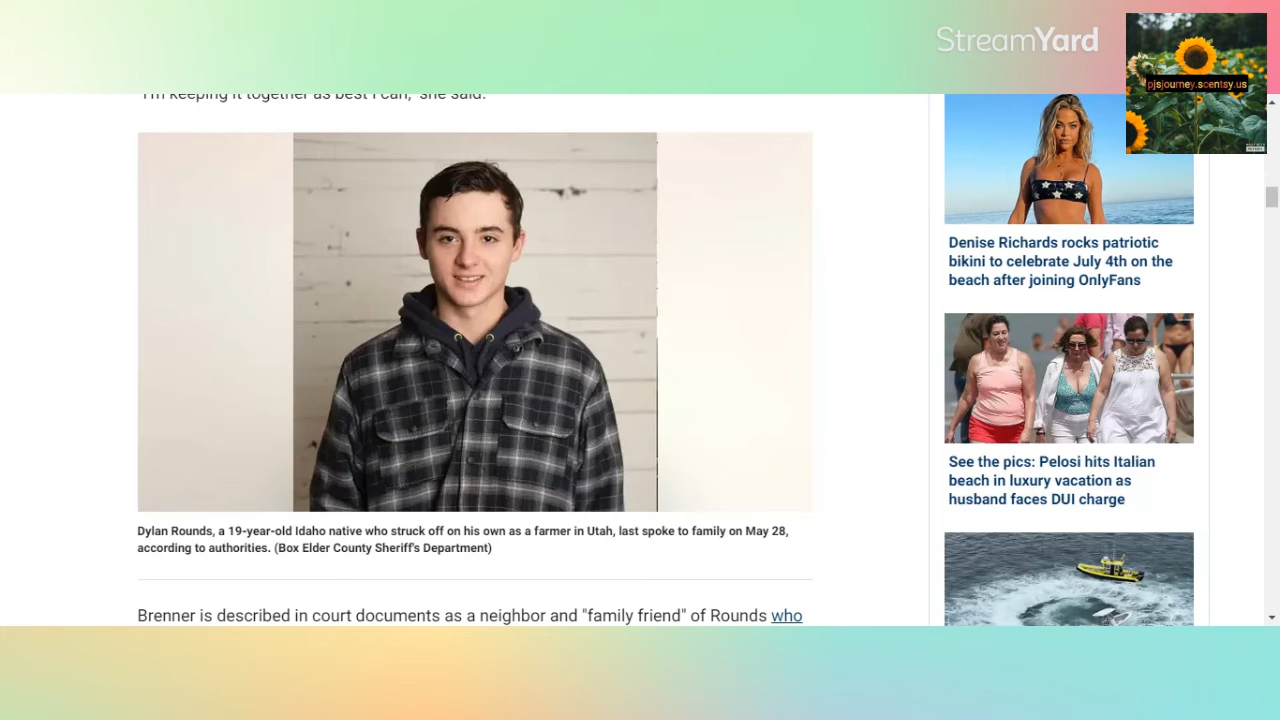 StreamYard
pjsjourney.scentsy.us
"I'm keeping it together as best I can," she said.
Dylan Rounds, a 19-year-old Idaho native who struck off on his own as a farmer in Utah, last spoke to family on May 28,
according to authorities. (Box Elder County Sheriff's Department)
Brenner is described in court documents as a neighbor and "family friend" of Rounds who
Denise Richards rocks patriotic
bikini to celebrate July 4th on the
beach after joining OnlyFans
See the pics: Pelosi hits Italian
beach in luxury vacation as
husband faces DUI charge